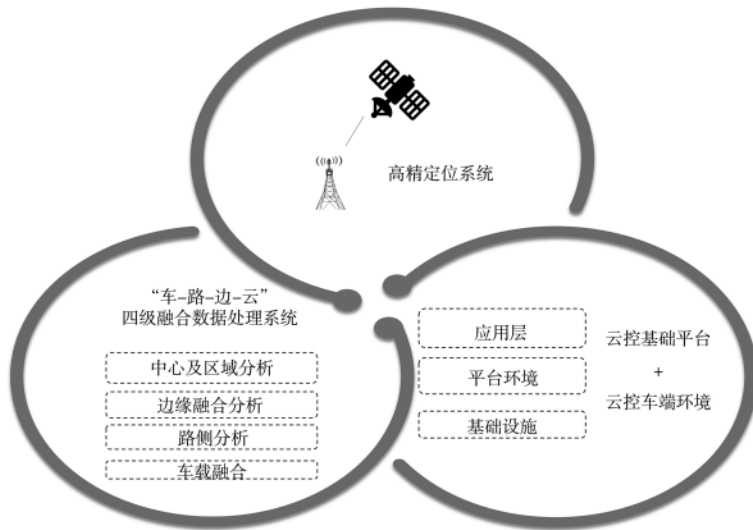 高精定位系统
“车–路–边–云”
四级融合数据处理系统
中心及区域分析
边缘融合分析
路侧分析
车载融合
应用层
平台环境
基础设施
云控基础平台
+
云控车端环境